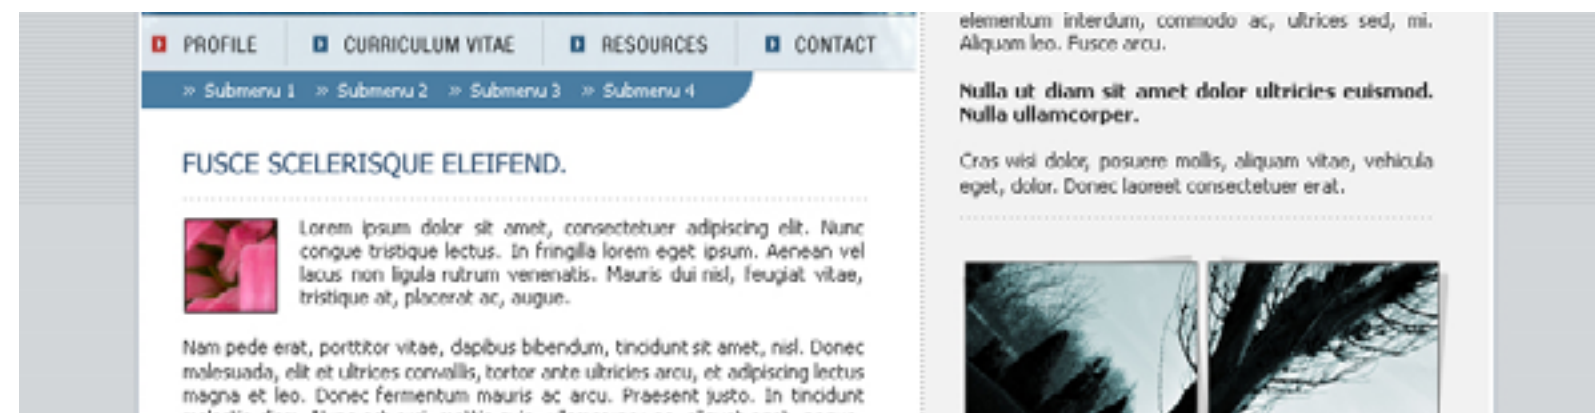 PROFILE CURRICULUM VITAE RESOURCES CONTACT
» Submenu 1 » Submenu 2 » Submenu 3 » Submenu 4
FUSCE SCELERISQUE ELEIFEND.
Lorem ipsum dolor sit amet, consectetuer adipiscing elit. Nunc
congue tristique lectus. In fringilla lorem eget ipsum. Aenean vel
lacus non ligula rutrum venenatis. Mauris dui nisl, feugiat vitae,
tristique at, placerat ac, augue.
Nam pede erat, porttitor vitae, dapibus bibendum, tincidunt sit amet, nisl. Donec
malesuada, elit et ultrices convallis, tortor ante ultricies arcu, et adipiscing lectus
magna et leo. Donec fermentum mauris ac arcu. Praesent justo. In tincidunt
elementum interdum, commodo ac, ultrices sed, mi.
Aliquam leo. Fusce arcu.
Nulla ut diam sit amet dolor ultricies euismod.
Nulla ullamcorper.
Cras wisi dolor, posuere mollis, aliquam vitae, vehicula
eget, dolor. Donec laoreet consectetuer erat.